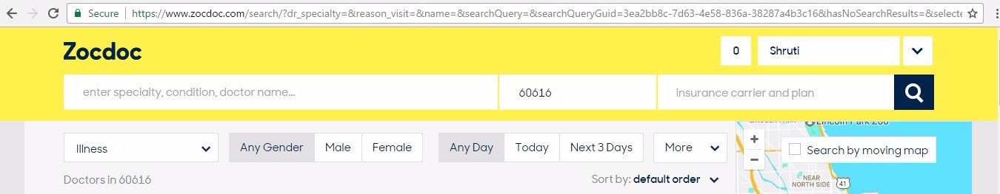 Secure https://www.zocdoc.com/search/?dr_specialty=&reason_visit=&name=&searchQuery=&searchQueryGuid=3ea2bb8c-7d63-4e58-836a-38287a4b3c16&hasNoSearchResults=&selecte
Zocdoc 0 Shruti
enter specialty, condition, doctor name... 60616 insurance carrier and plan
Lincoln Park Zoo
Illness Any Gender Male Female Any Day Today Next 3 Days More + Search by moving map
−
Doctors in 60616 Sort by: default order NEAR
NORTH SIDE 41